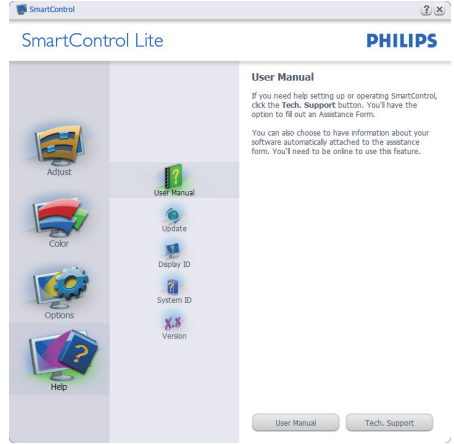 SmartControl
SmartControl Lite
PHILIPS
Adjust
Color
Options
Help
User Manual
Update
Display ID
System ID
X.X
Version
User Manual
If you need help setting up or operating SmartControl,
click the Tech. Support button. You'll have the
option to fill out an Assistance Form.
You can also choose to have information about your
software automatically attached to the assistance
form. You'll need to be online to use this feature.
User Manual
Tech. Support